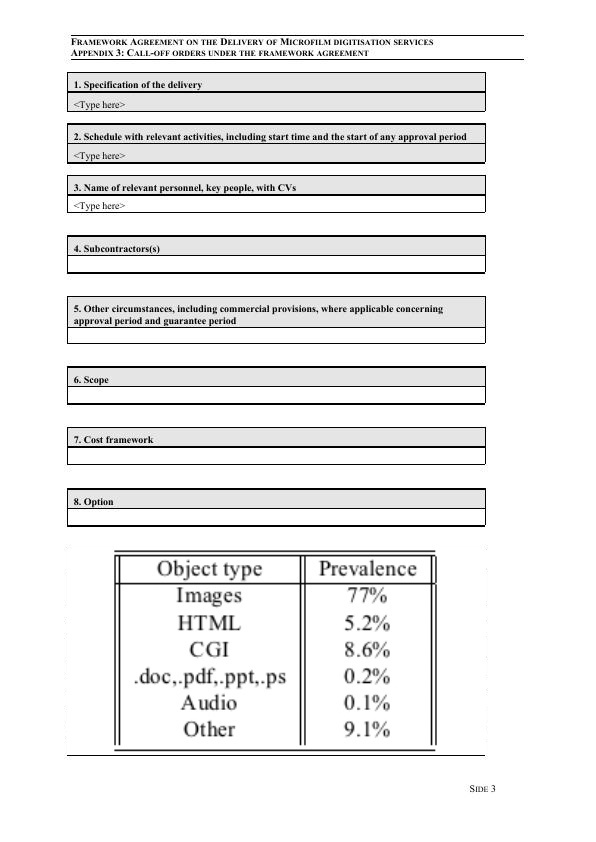 FRAMEWORK AGREEMENT ON THE DELIVERY OF MICROFILM DIGITISATION SERVICES
APPENDIX 3: CALL-OFF ORDERS UNDER THE FRAMEWORK AGREEMENT
1. Specification of the delivery
<Type here>
2. Schedule with relevant activities, including start time and the start of any approval period
<Type here>
3. Name of relevant personnel, key people, with CVs
<Type here>
4. Subcontractors(s)
5. Other circumstances, including commercial provisions, where applicable concerning
approval period and guarantee period
6. Scope
7. Cost framework
8. Option
Object type Prevalence
Images 77%
HTML 5.2%
CGI 8.6%
.doc,.pdf,.ppt,.ps 0.2%
Audio 0.1%
Other 9.1%
SIDE 3